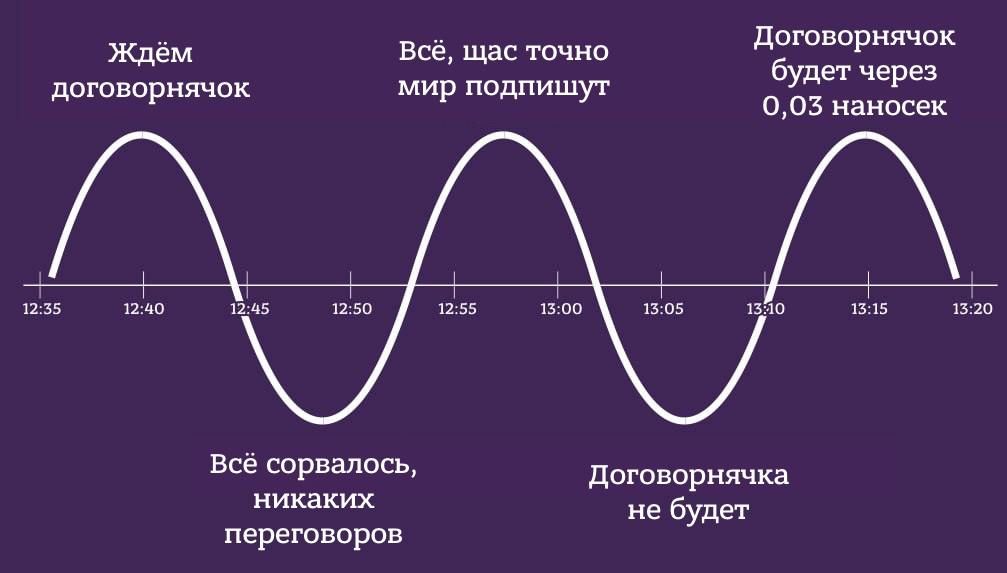 Ждём
договорнячок
Всё, щас точно
мир подпишут
Договорнячок
будет через
0,03 наносек
12:35
12:40
12:45
12:50
12:55
13:00
13:05
13:10
13:15
13:20
Всё сорвалось,
никаких
переговоров
Договорнячка
не будет